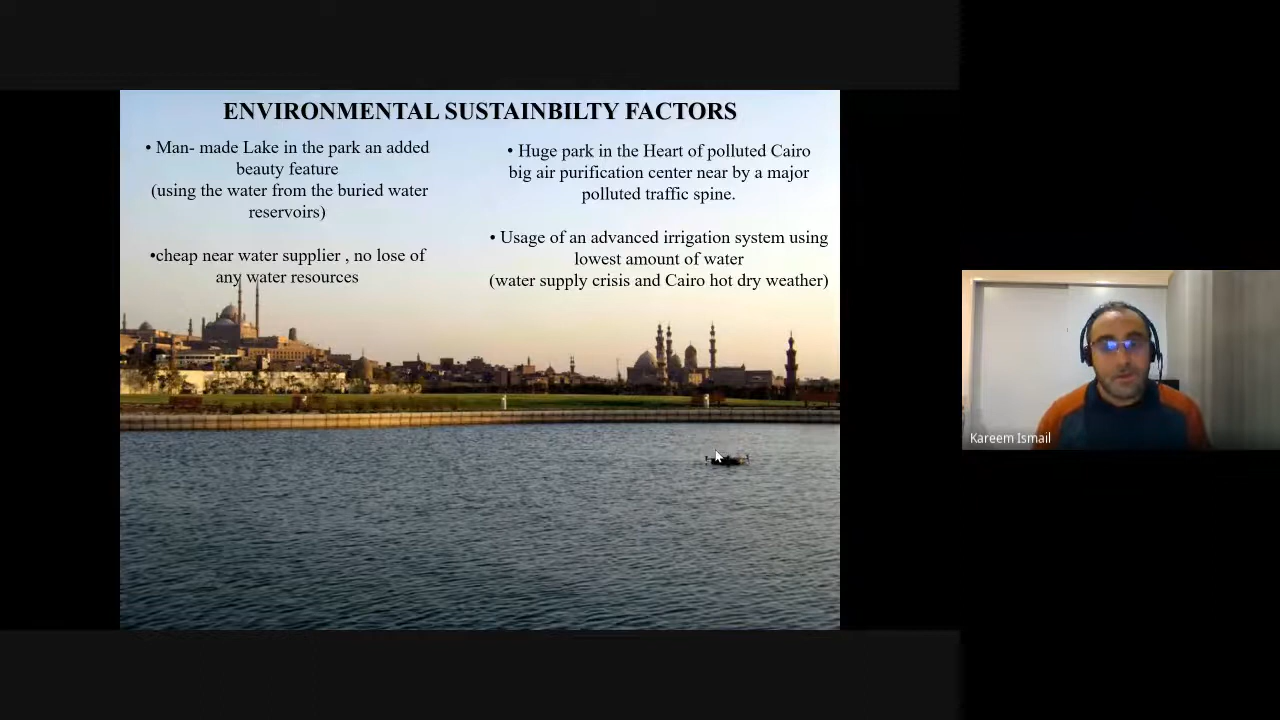 ENVIRONMENTAL SUSTAINBILTY FACTORS
• Man- made Lake in the park an added
beauty feature
(using the water from the buried water
reservoirs)
•cheap near water supplier , no lose of
any water resources
• Huge park in the Heart of polluted Cairo
big air purification center near by a major
polluted traffic spine.
• Usage of an advanced irrigation system using
lowest amount of water
(water supply crisis and Cairo hot dry weather)
Kareem Ismail